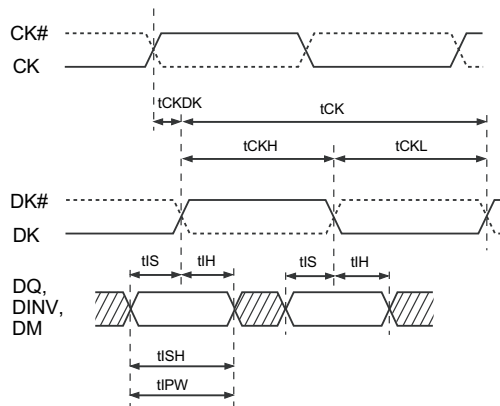 CK#
CK
tCKDK
tCK
tCKH
tCKL
DK#
DK
tIS
tIH
tIS
tIH
DQ,
DINV,
DM
tISH
tIPW